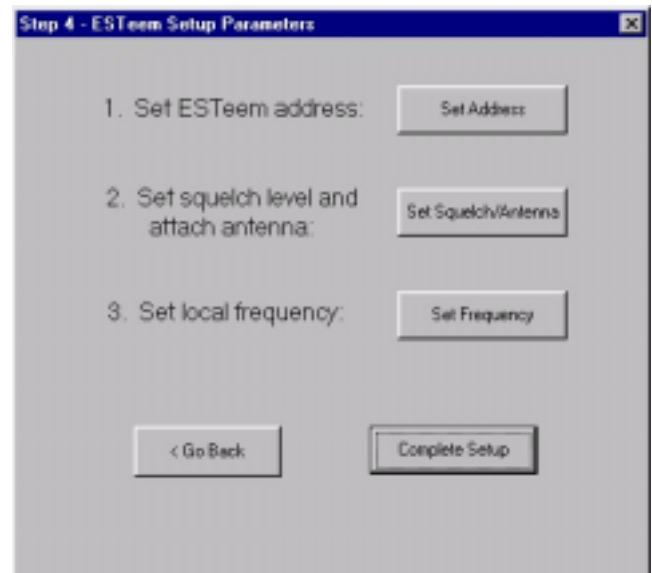 Step 4 - ESTeem Setup Parameters
1. Set ESTeem address:
Set Address
2. Set squelch level and
attach antenna:
Set Squelch/Antenna
3. Set local frequency:
Set Frequency
< Go Back
Complete Setup